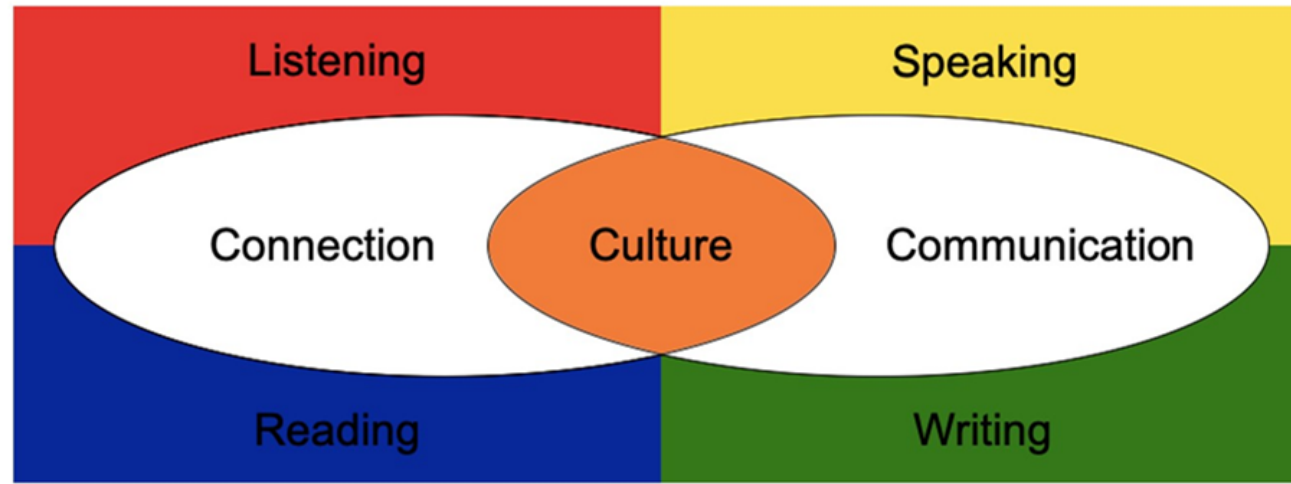 Listening Speaking
Connection Culture Communication
Reading Writing